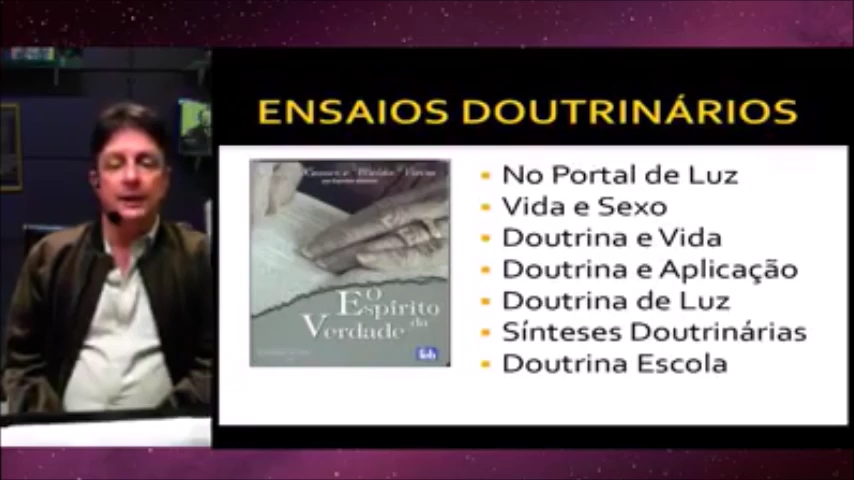 ENSAIOS DOUTRINÁRIOS
O
Espírito
da
Verdade
feb
No Portal de Luz
Vida e Sexo
Doutrina e Vida
Doutrina e Aplicação
Doutrina de Luz
Sínteses Doutrinárias
Doutrina Escola